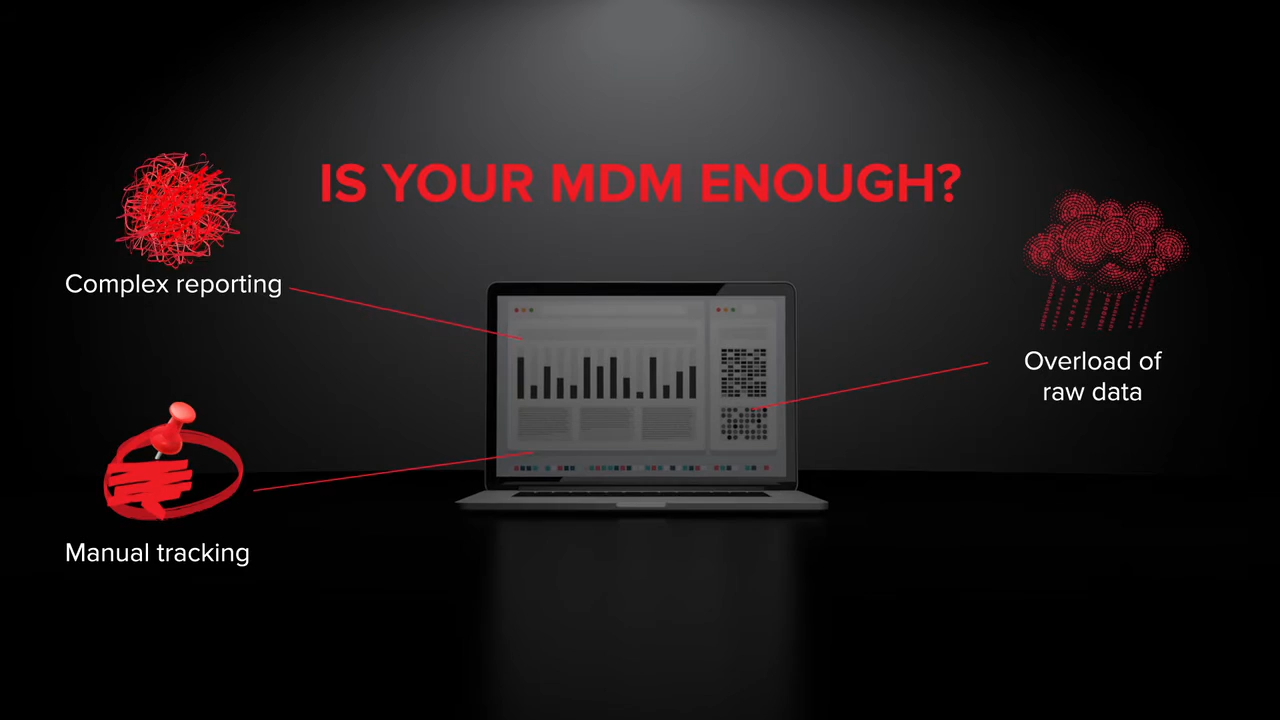 IS YOUR MDM ENOUGH?
Complex reporting
Overload of
raw data
Manual tracking